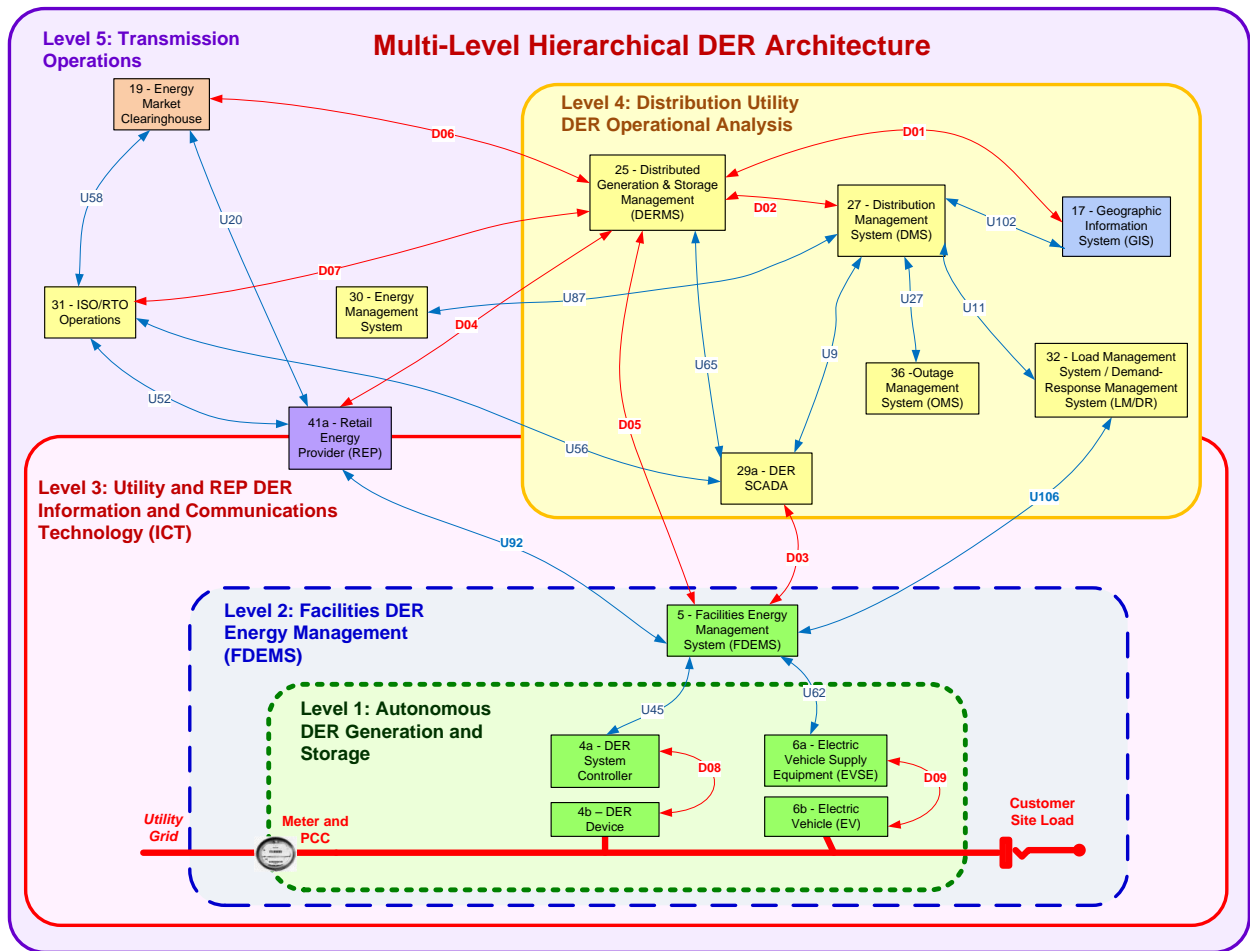 Multi-Level Hierarchical DER Architecture
Level 5: Transmission
Operations
19 - Energy
Market
Clearinghouse
Level 4: Distribution Utility
DER Operational Analysis
D06
D01
25 - Distributed
Generation & Storage
Management
(DERMS)
D02
27 - Distribution
Management
System (DMS)
U102
17 - Geographic
Information
System (GIS)
U58
U20
D07
31 - ISO/RTO
Operations
30 - Energy
Management
System
U87
D04
U65
U9
U27
U11
36 -Outage
Management
System (OMS)
32 - Load Management
System / Demand-
Response Management
System (LM/DR)
U52
41a - Retail
Energy
Provider (REP)
D05
U56
29a - DER
SCADA
Level 3: Utility and REP DER
Information and Communications
Technology (ICT)
U106
U92
D03
Level 2: Facilities DER
Energy Management
(FDEMS)
5 - Facilities Energy
Management
System (FDEMS)
Level 1: Autonomous
DER Generation and
Storage
U45
U62
4a - DER
System
Controller
6a - Electric
Vehicle Supply
Equipment (EVSE)
D08
D09
4b – DER
Device
6b - Electric
Vehicle (EV)
Utility
Grid
Meter and
PCC
Customer
Site Load